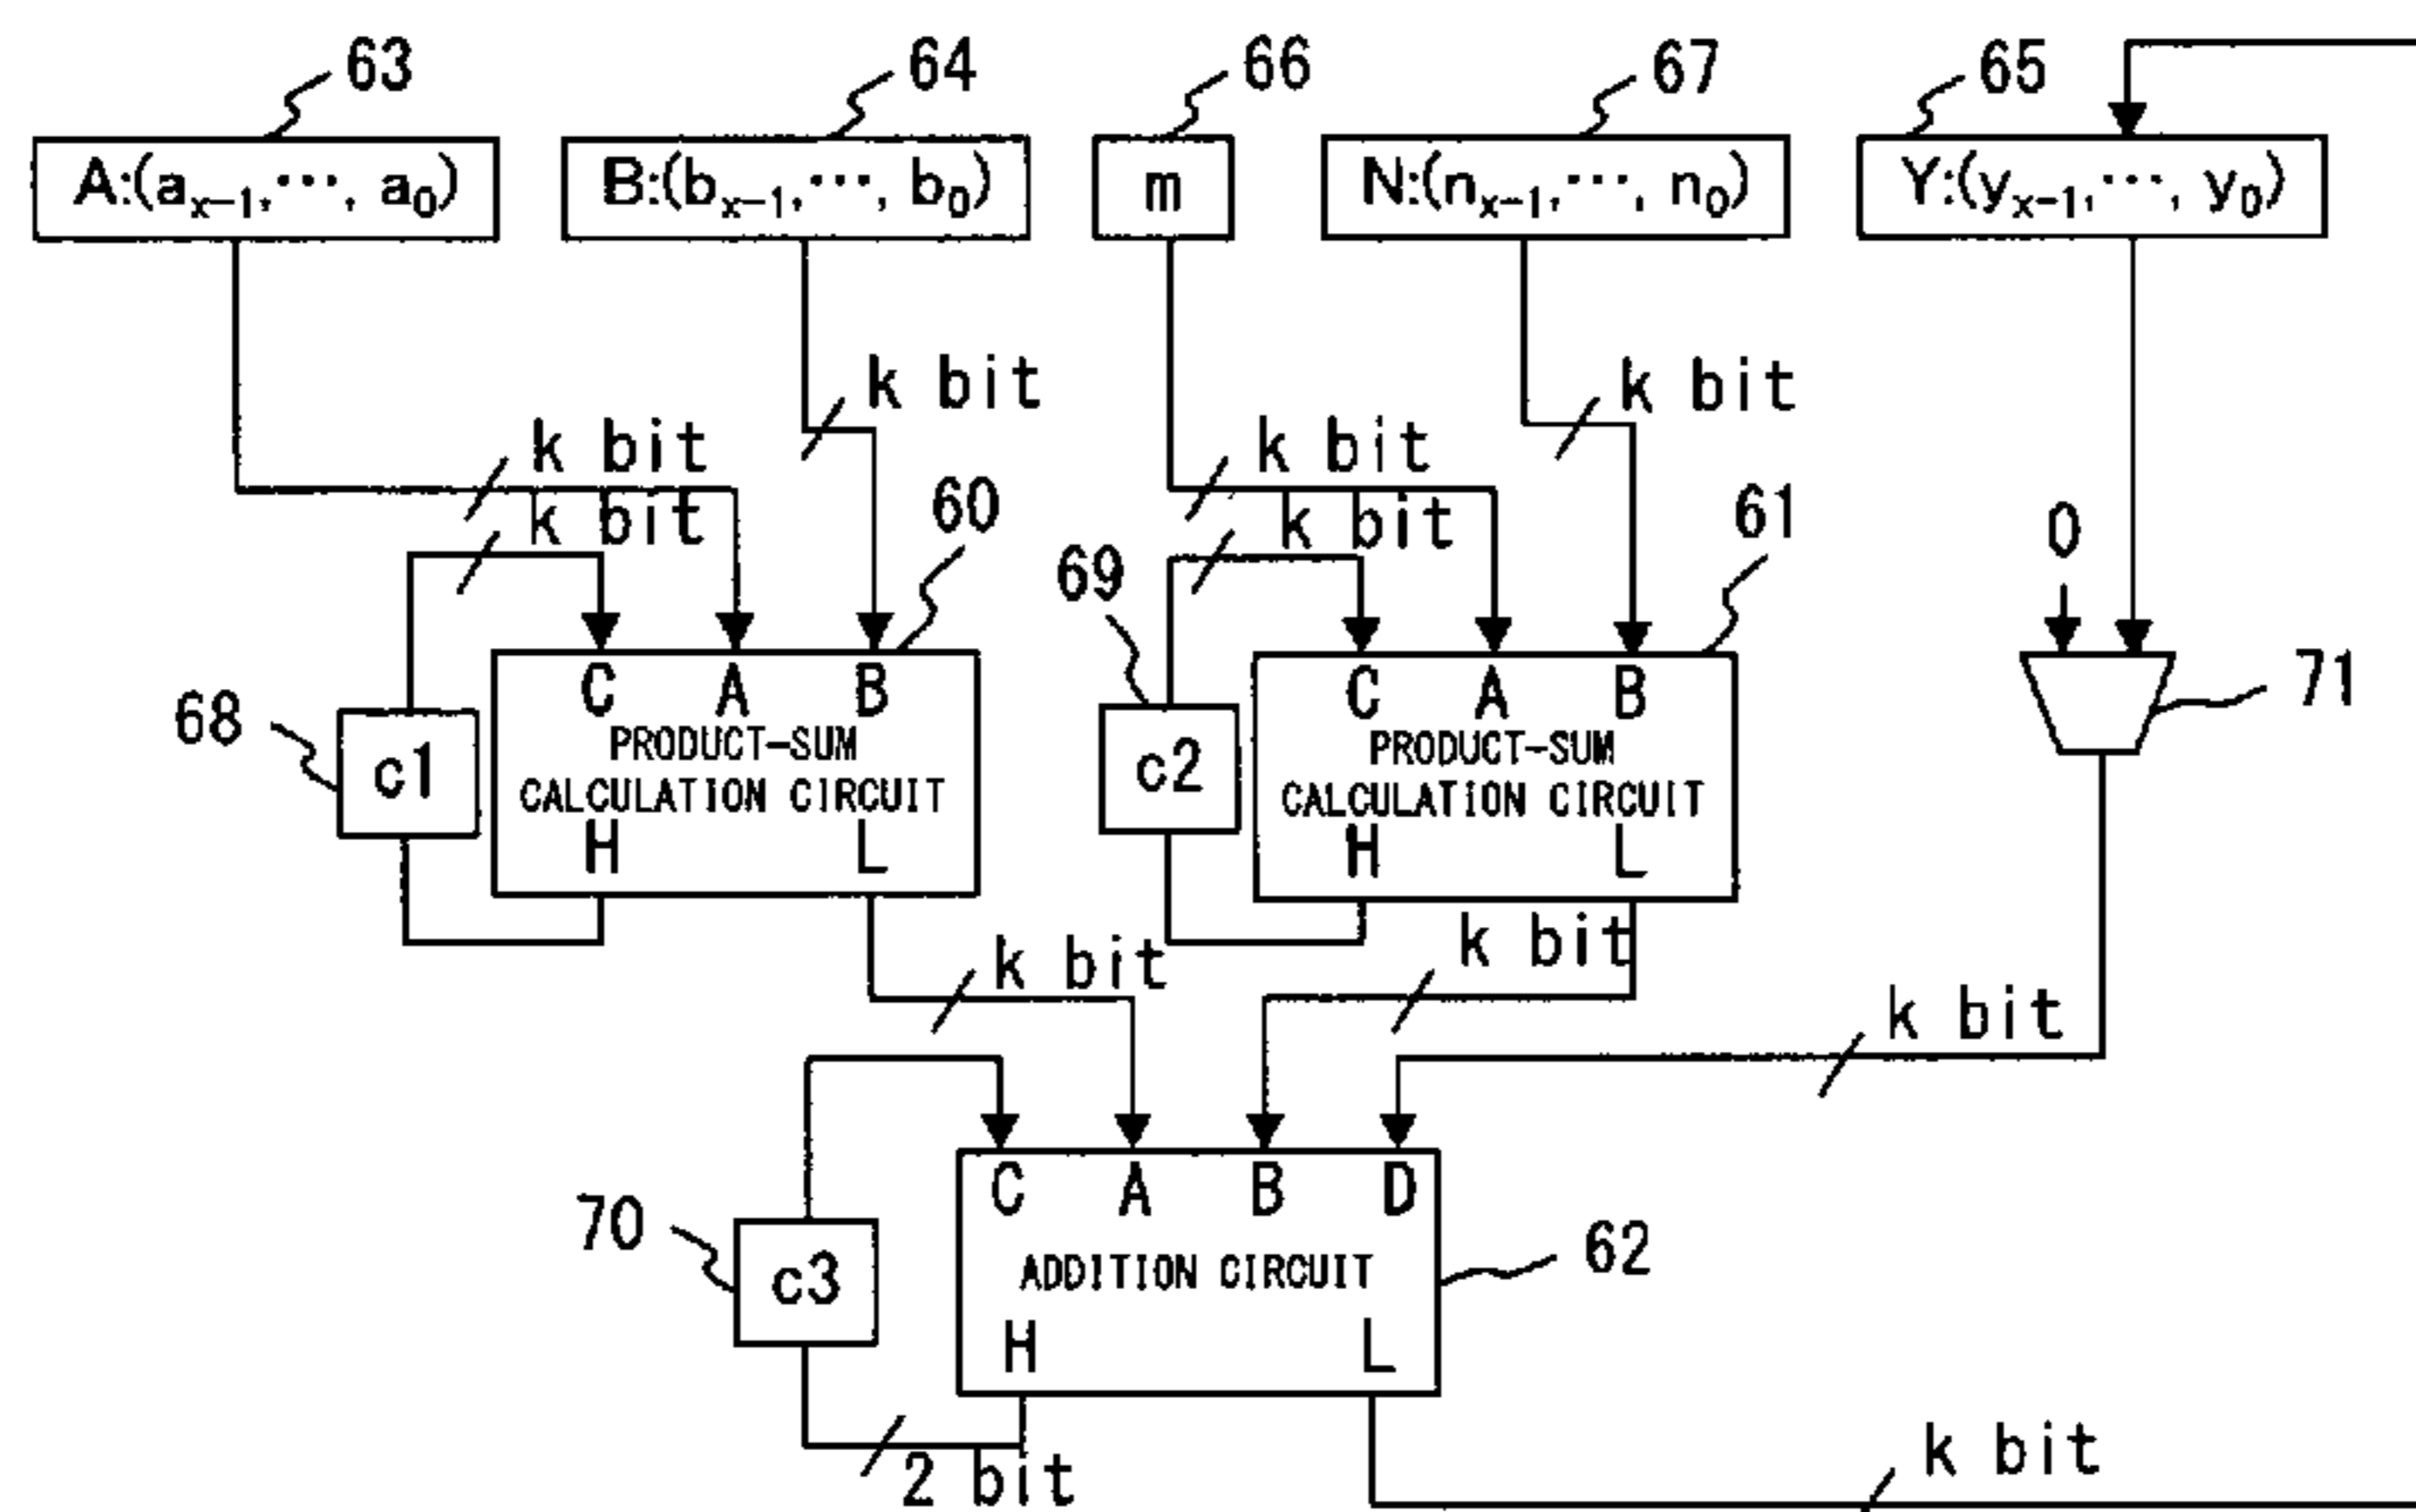 63
64
66
67
65
A:(aₓ₋₁,⋯, a₀)
B:(bₓ₋₁,⋯, b₀)
m
N:(nₓ₋₁,⋯, n₀)
Y:(yₓ₋₁,⋯, y₀)
k bit
k bit
k bit
k bit
k bit
k bit
60
61
69
0
68
c1
C A B
PRODUCT-SUM
CALCULATION CIRCUIT
H L
c2
C A B
PRODUCT-SUM
CALCULATION CIRCUIT
H L
71
k bit
k bit
k bit
70
c3
C A B D
ADDITION CIRCUIT
H L
62
2 bit
k bit